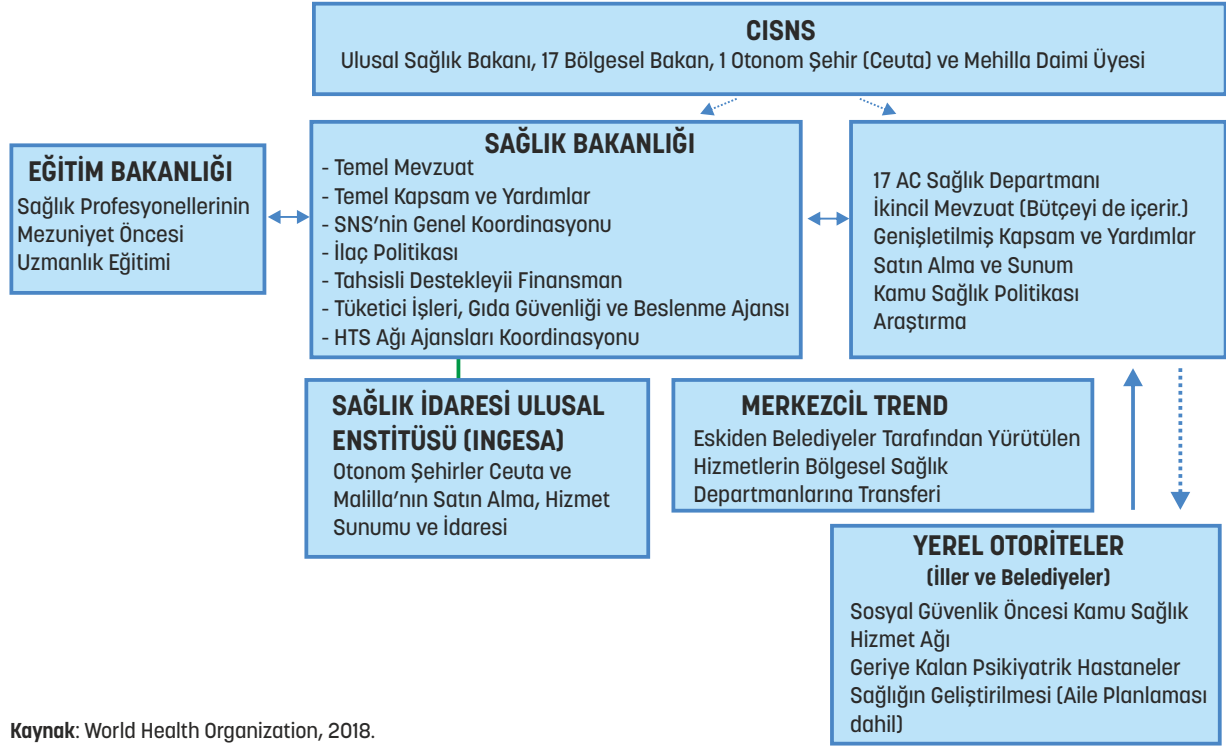 CISNS
Ulusal Sağlık Bakanı, 17 Bölgesel Bakan, 1 Otonom Şehir (Ceuta) ve Mehilla Daimi Üyesi
EĞİTİM BAKANLIĞI
Sağlık Profesyonellerinin
Mezuniyet Öncesi
Uzmanlık Eğitimi
SAĞLIK BAKANLIĞI
- Temel Mevzuat
- Temel Kapsam ve Yardımlar
- SNS’nin Genel Koordinasyonu
- İlaç Politikası
- Tahsisli Destekleyii Finansman
- Tüketici İşleri, Gıda Güvenliği ve Beslenme Ajansı
- HTS Ağı Ajansları Koordinasyonu
17 AC Sağlık Departmanı
İkincil Mevzuat (Bütçeyi de içerir.)
Genişletilmiş Kapsam ve Yardımlar
Satın Alma ve Sunum
Kamu Sağlık Politikası
Araştırma
SAĞLIK İDARESİ ULUSAL
ENSTİTÜSÜ (INGESA)
Otonom Şehirler Ceuta ve
Malilla’nın Satın Alma, Hizmet
Sunumu ve İdaresi
MERKEZCİL TREND
Eskiden Belediyeler Tarafından Yürütülen
Hizmetlerin Bölgesel Sağlık
Departmanlarına Transferi
YEREL OTORİTELER
(İller ve Belediyeler)
Sosyal Güvenlik Öncesi Kamu Sağlık
Hizmet Ağı
Geriye Kalan Psikiyatrik Hastaneler
Sağlığın Geliştirilmesi (Aile Planlaması
dahil)
Kaynak: World Health Organization, 2018.